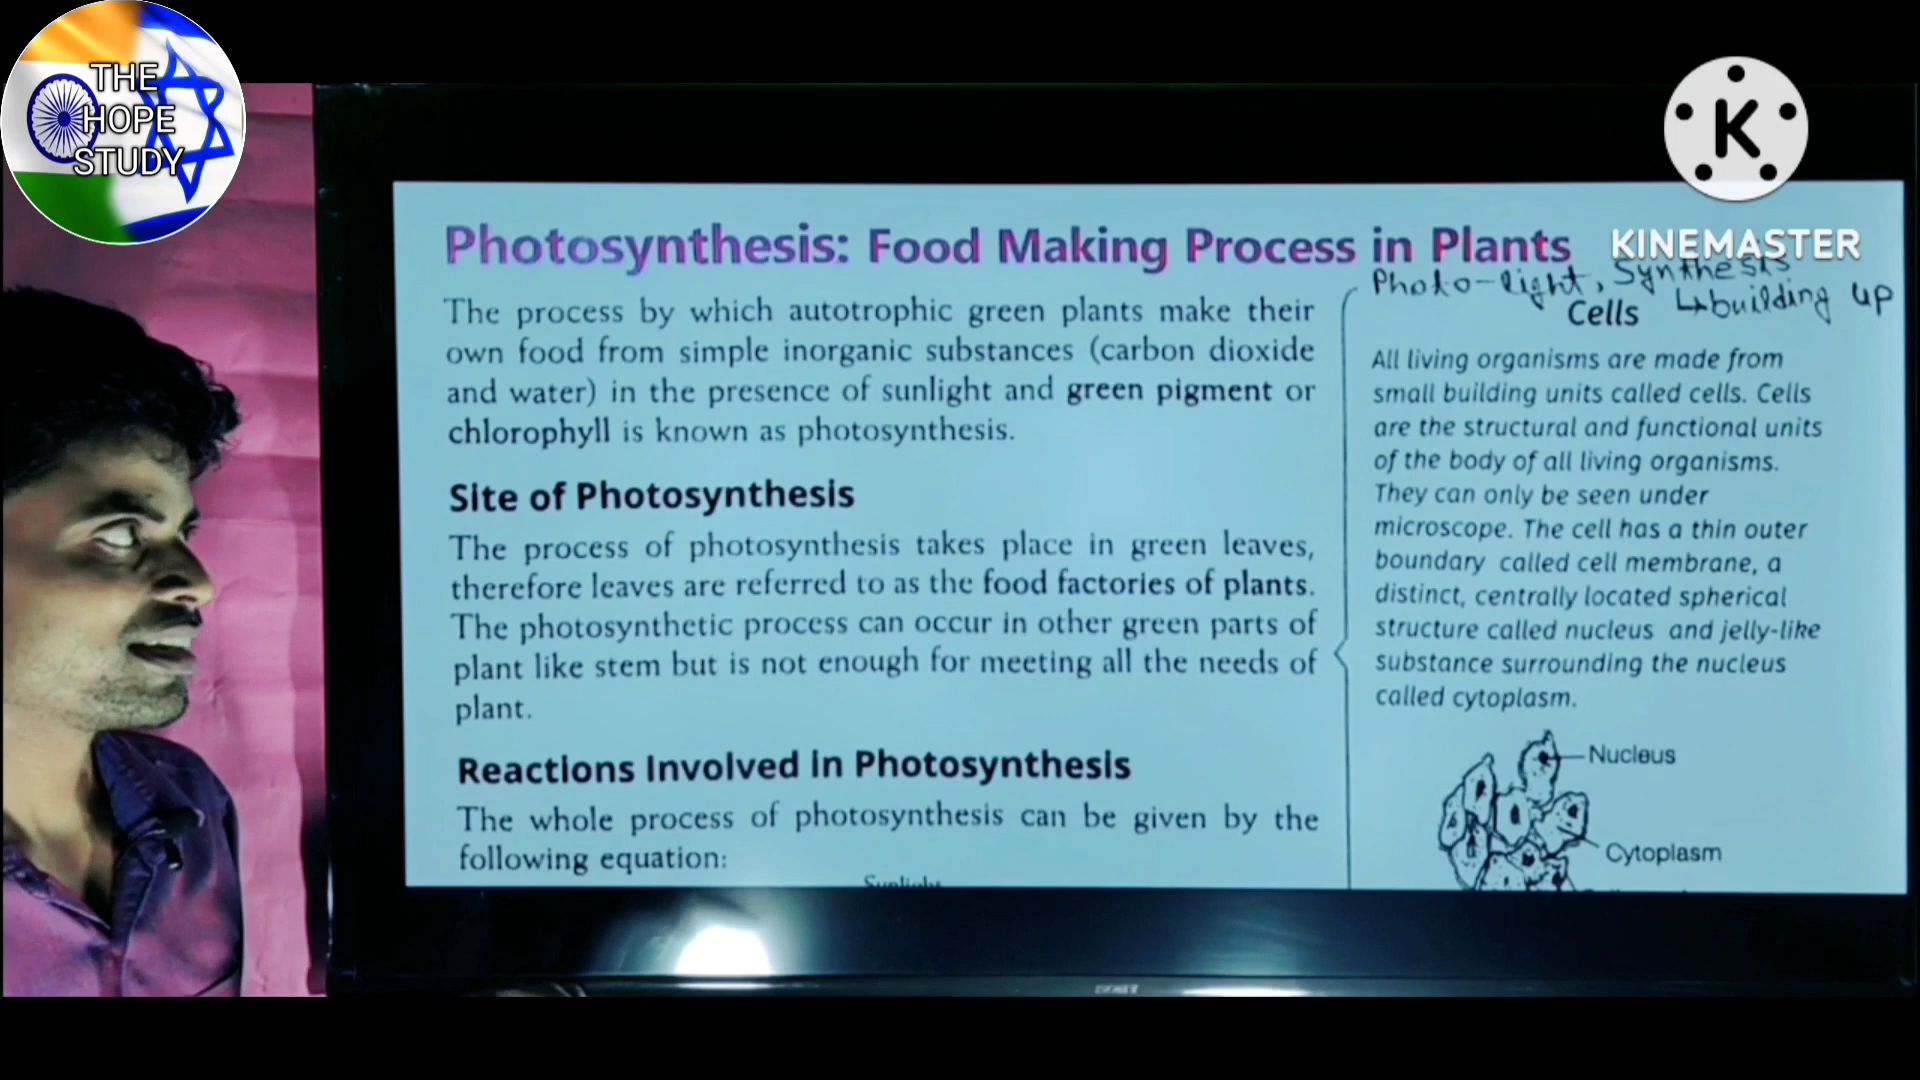 THE
HOPE
STUDY
KINEMASTER
Photosynthesis: Food Making Process in Plants
Photo-light, Synthesis
↳building up
The process by which autotrophic green plants make their
own food from simple inorganic substances (carbon dioxide
and water) in the presence of sunlight and green pigment or
chlorophyll is known as photosynthesis.
Site of Photosynthesis
The process of photosynthesis takes place in green leaves,
therefore leaves are referred to as the food factories of plants.
The photosynthetic process can occur in other green parts of
plant like stem but is not enough for meeting all the needs of
plant.
Reactions Involved in Photosynthesis
The whole process of photosynthesis can be given by the
following equation:
Sunlight
Cells
All living organisms are made from
small building units called cells. Cells
are the structural and functional units
of the body of all living organisms.
They can only be seen under
microscope. The cell has a thin outer
boundary called cell membrane, a
distinct, centrally located spherical
structure called nucleus and jelly-like
substance surrounding the nucleus
called cytoplasm.
Nucleus
Cytoplasm